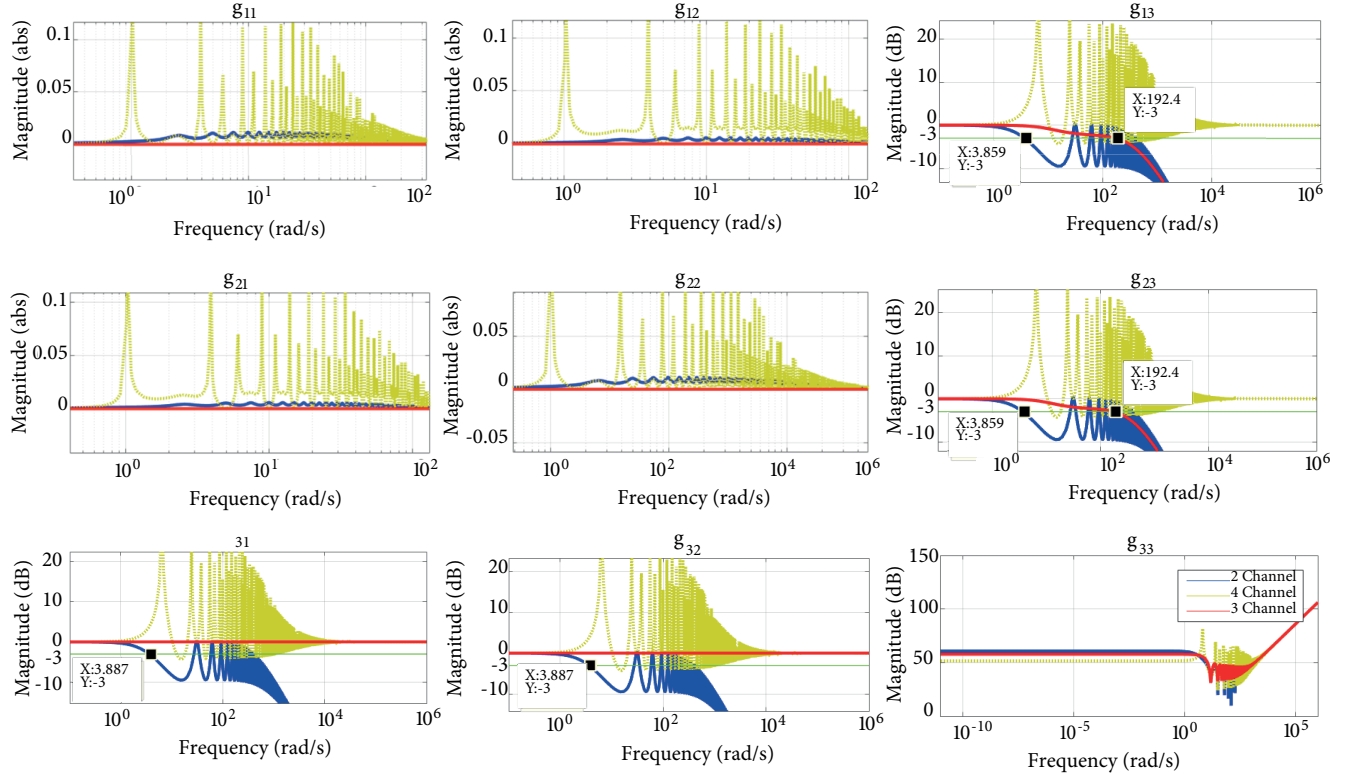 g11
Magnitude (abs)
0.1
0.05
0
10^0
10^1
10^2
Frequency (rad/s)
g12
Magnitude (abs)
0.1
0.05
0
10^0
10^1
10^2
Frequency (rad/s)
g13
Magnitude (dB)
20
10
0
-3
-10
X:192.4
Y:-3
X:3.859
Y:-3
10^0
10^2
10^4
10^6
Frequency (rad/s)
g21
Magnitude (abs)
0.1
0.05
0
10^0
10^1
10^2
Frequency (rad/s)
g22
Magnitude (abs)
0.05
0
-0.05
10^0
10^2
10^4
10^6
Frequency (rad/s)
g23
Magnitude (dB)
20
10
0
-3
-10
X:192.4
Y:-3
X:3.859
Y:-3
10^0
10^2
10^4
10^6
Frequency (rad/s)
31
Magnitude (dB)
20
10
0
-3
-10
X:3.887
Y:-3
10^0
10^2
10^4
10^6
Frequency (rad/s)
g32
Magnitude (dB)
20
10
0
-3
-10
X:3.887
Y:-3
10^0
10^2
10^4
10^6
Frequency (rad/s)
g33
Magnitude (dB)
150
100
50
0
2 Channel
4 Channel
3 Channel
10^-10
10^-5
10^0
10^5
Frequency (rad/s)